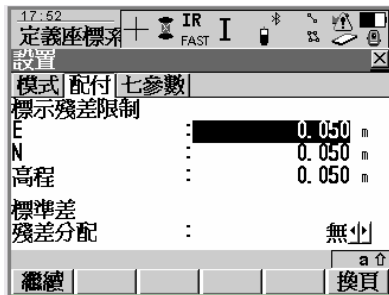 17:52
定義座標系
IR
FAST
I
設置
模式 配付 七參數
標示殘差限制
E : 0.050 m
N : 0.050 m
高程 : 0.050 m
標準差
殘差分配 : 無
a
繼續 換頁